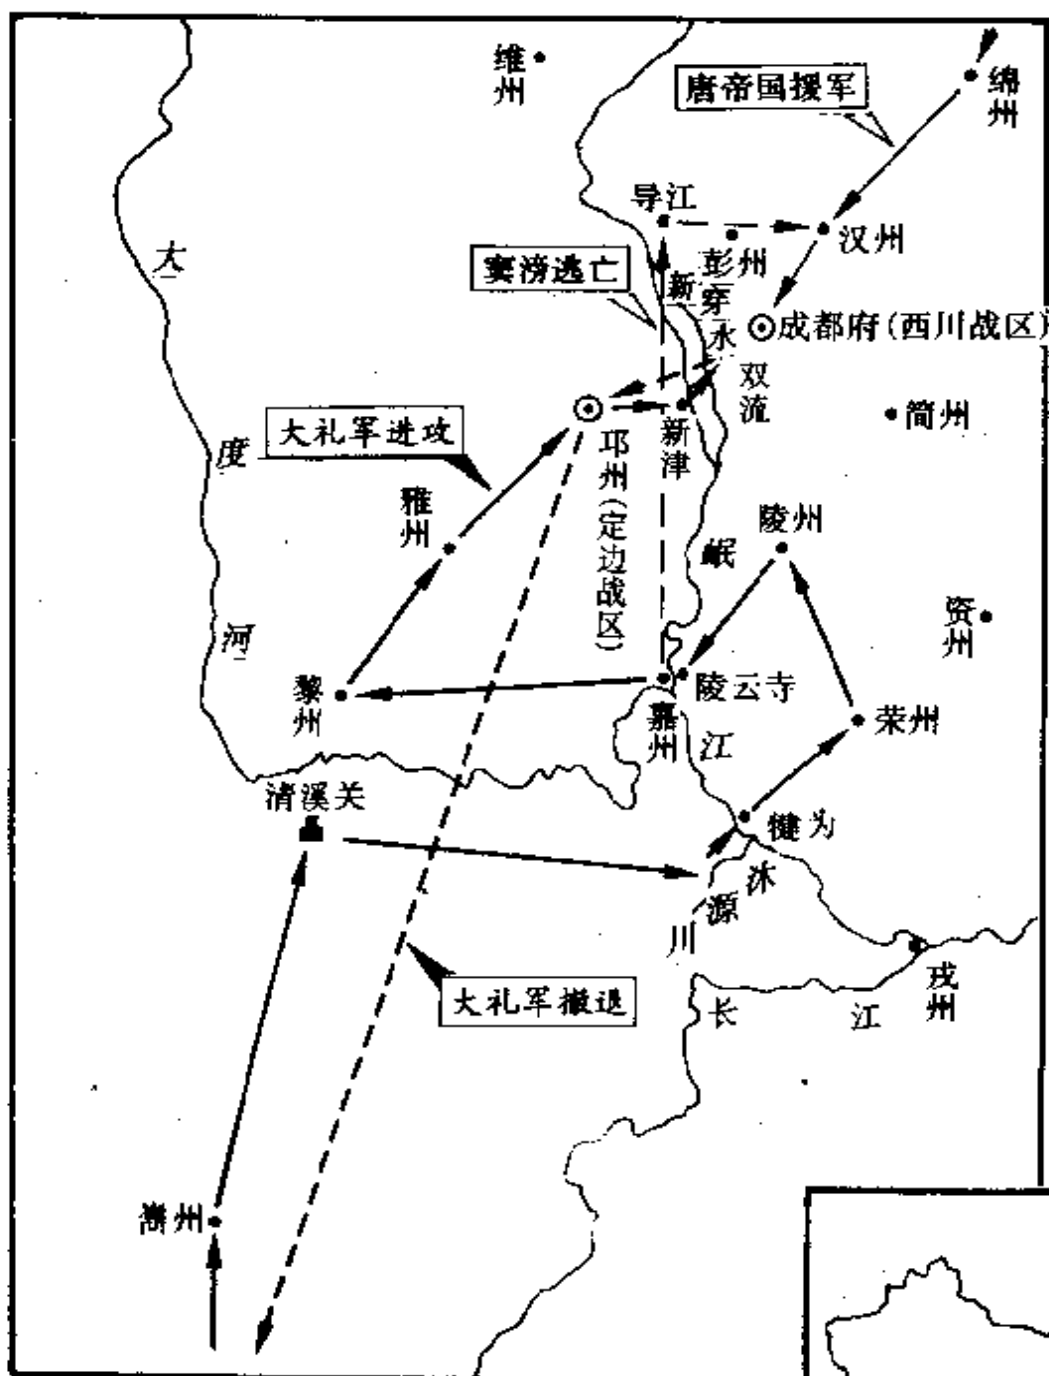 维州
绵州
唐帝国援军
导江
汉州
彭州
大
窦滂逃亡
新穿水
成都府(西川战区)
双流
简州
新津
大礼军进攻
邛州(定边战区)
度
雅州
陵州
岷
资州
河
黎州
陵云寺
嘉州
荣州
江
清溪关
犍为
沐
源
川
戎州
大礼军撤退
长
江
嶲州